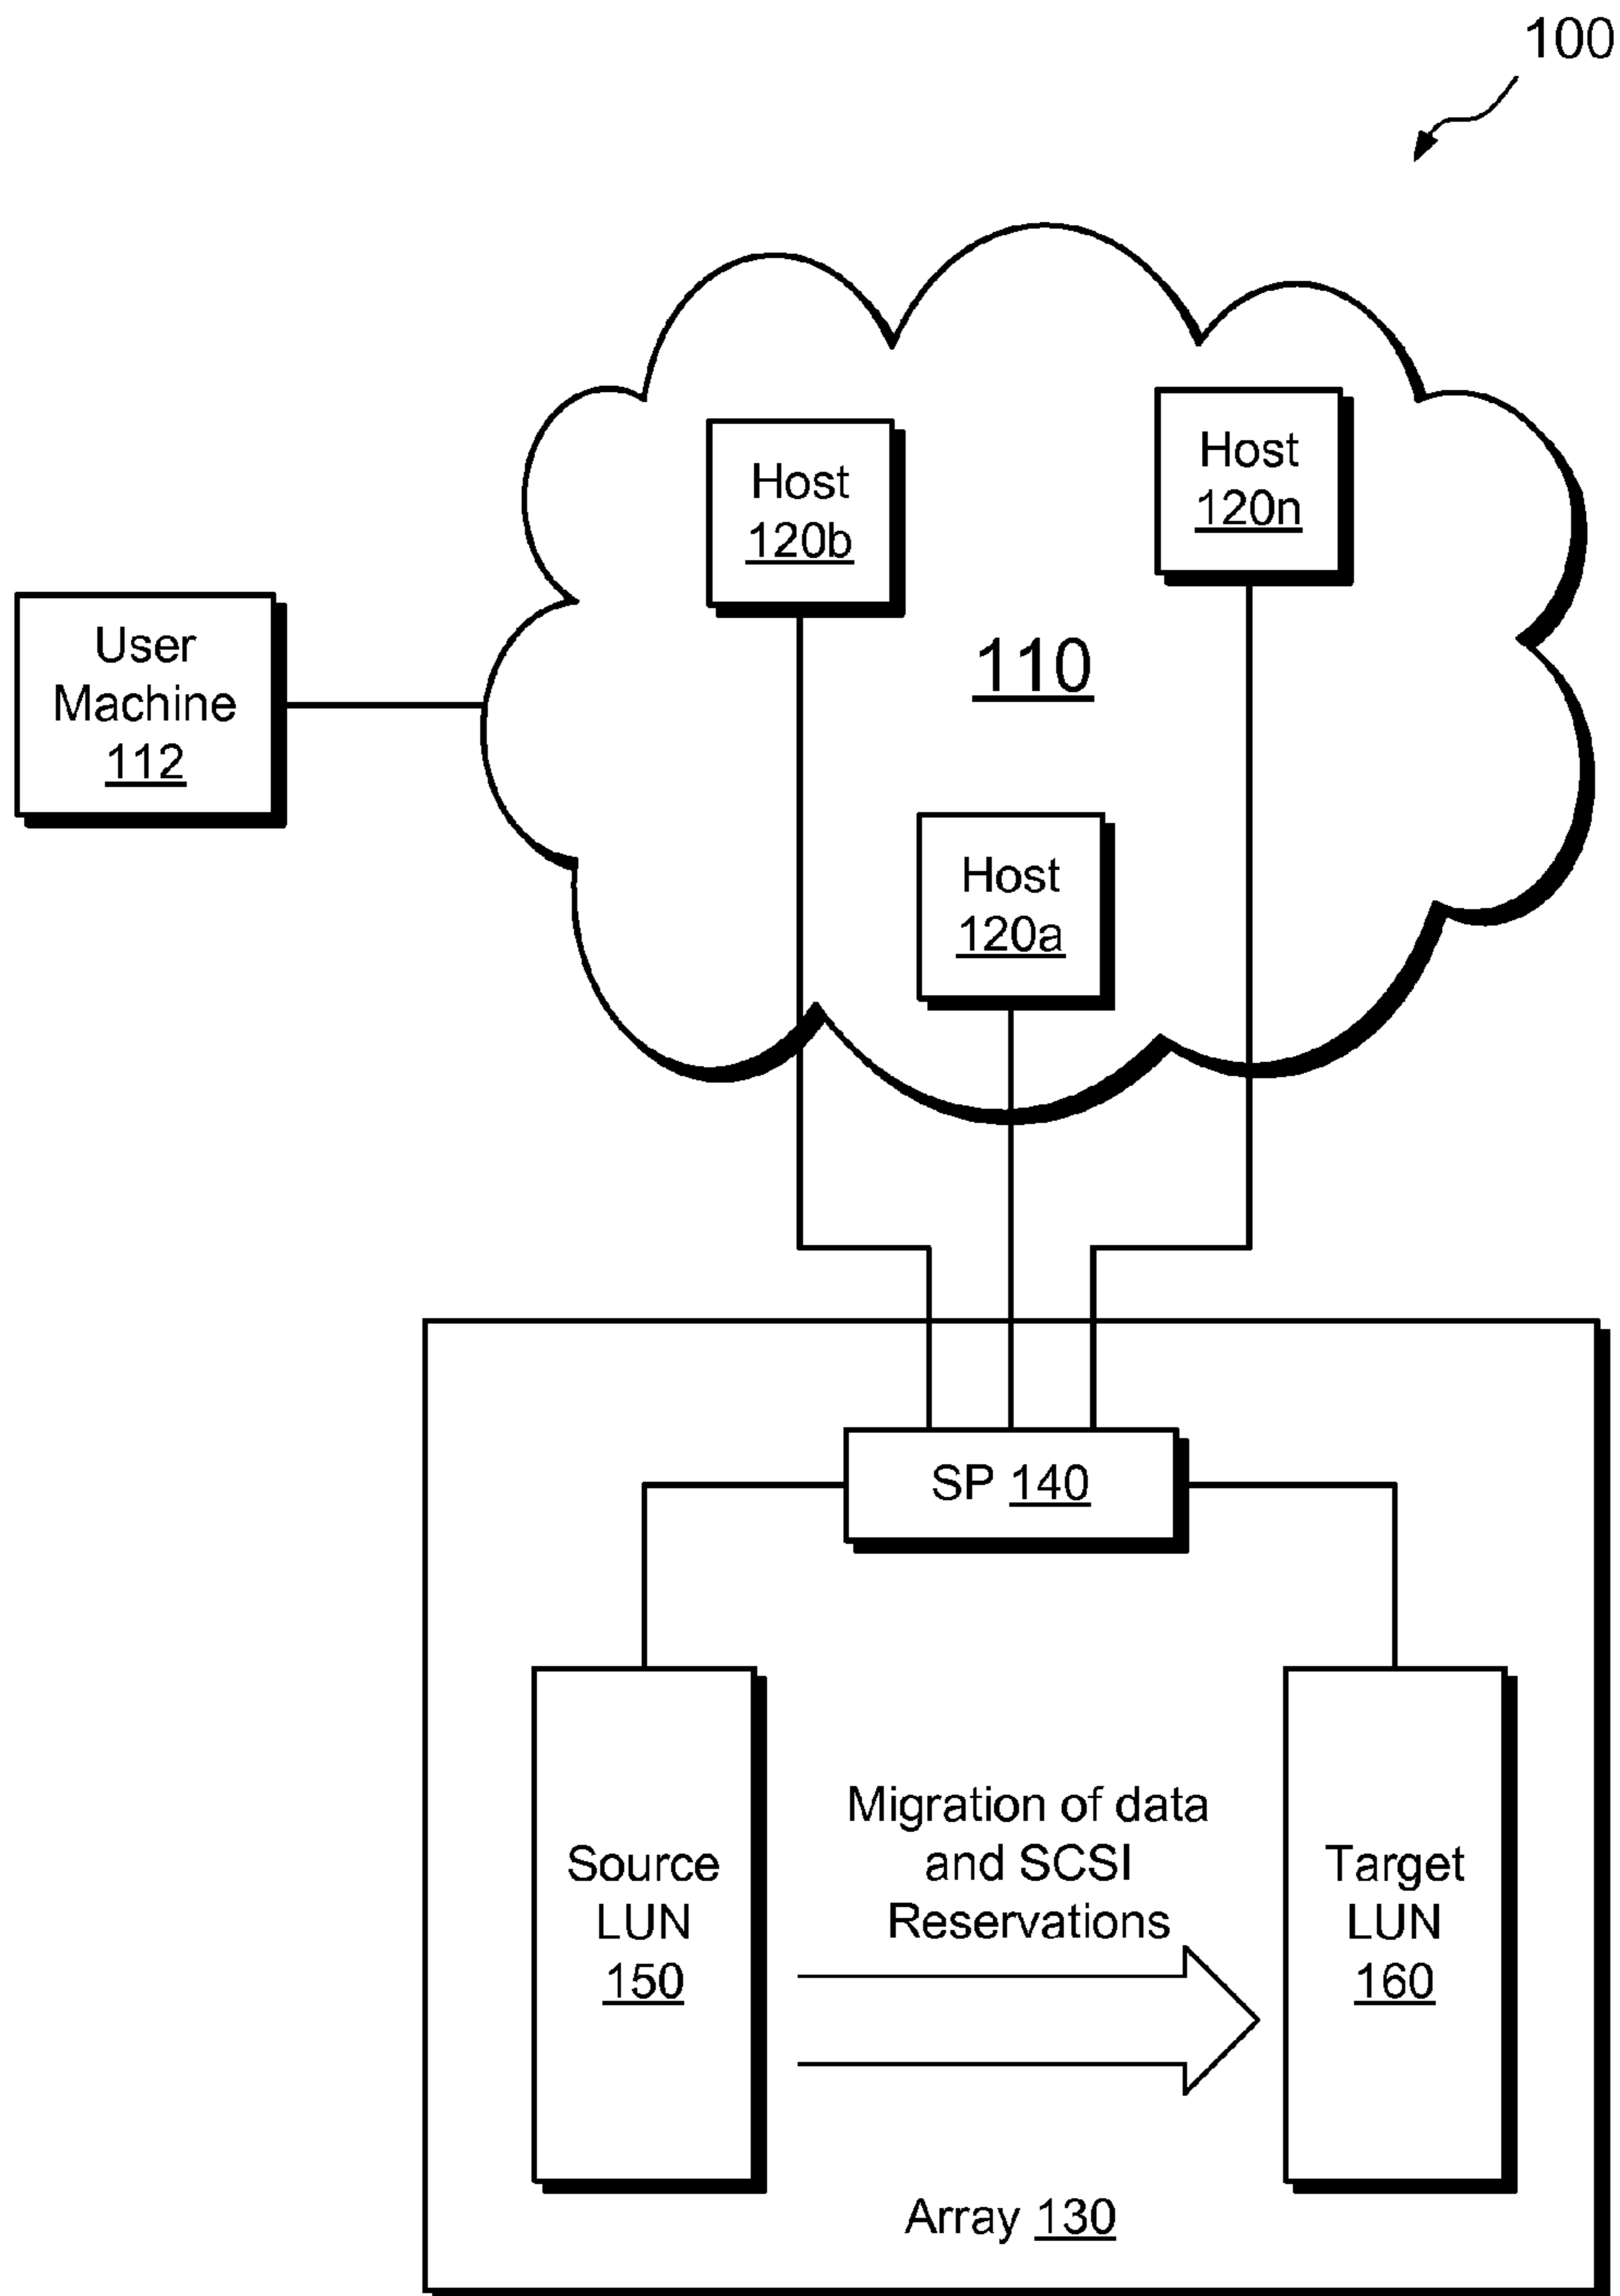 100
Host
120b
Host
120n
User
Machine
112
110
Host
120a
SP 140
Source
LUN
150
Migration of data
and SCSI
Reservations
Target
LUN
160
Array 130